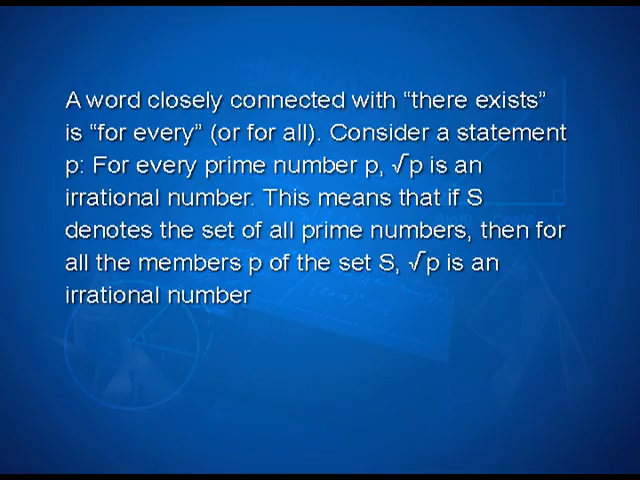 A word closely connected with “there exists”
is “for every” (or for all). Consider a statement
p: For every prime number p, √p is an
irrational number. This means that if S
denotes the set of all prime numbers, then for
all the members p of the set S, √p is an
irrational number